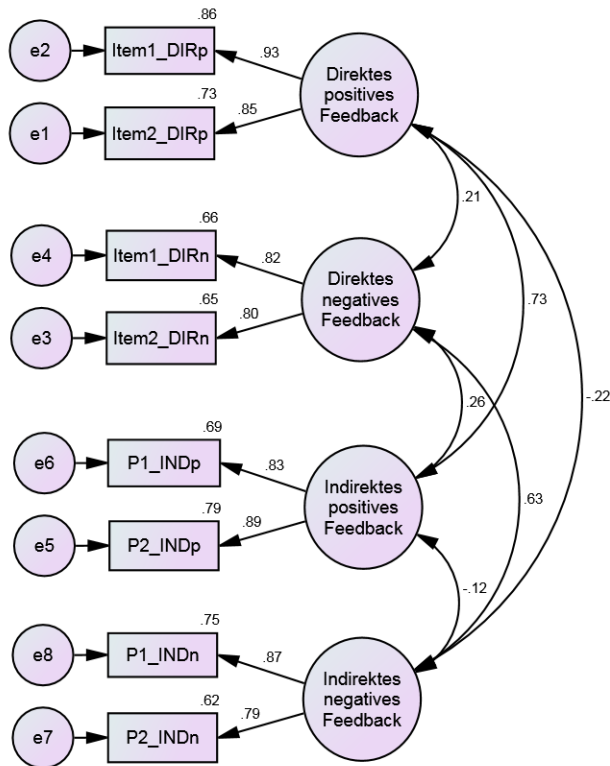 .86
e2
Item1_DIRp
.93
Direktes
positives
Feedback
.73
e1
Item2_DIRp
.85
.21
.66
e4
Item1_DIRn
.82
Direktes
negatives
Feedback
.65
e3
Item2_DIRn
.80
.73
-.22
.26
.69
e6
P1_INDp
.83
Indirektes
positives
Feedback
.79
e5
P2_INDp
.89
.63
-.12
.75
e8
P1_INDn
.87
Indirektes
negatives
Feedback
.62
e7
P2_INDn
.79